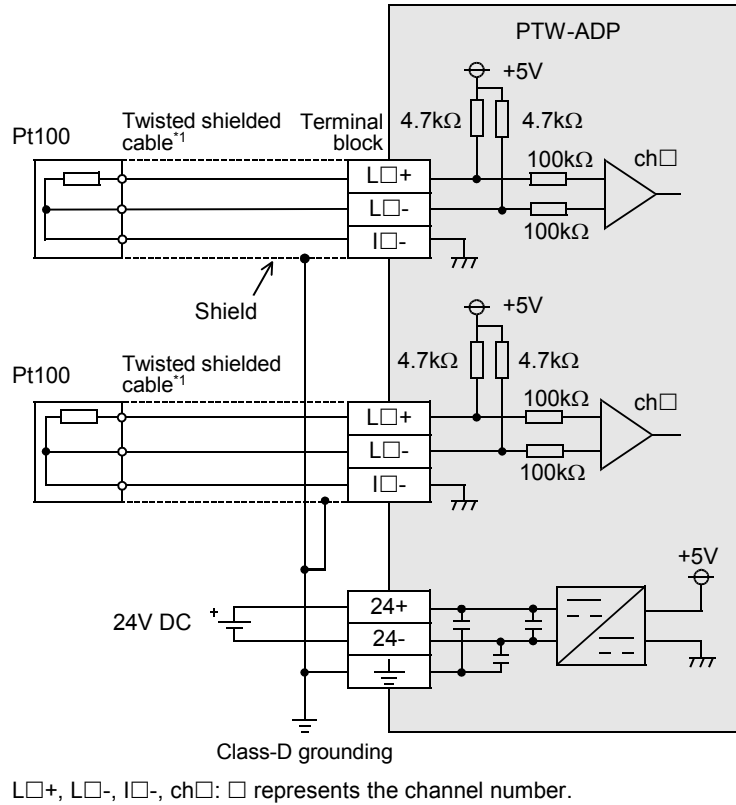 PTW-ADP
+5V
4.7kΩ
4.7kΩ
Pt100
Twisted shielded
cable*1
Terminal
block
100kΩ
ch□
L□+
L□-
100kΩ
I□-
Shield
+5V
4.7kΩ
4.7kΩ
Pt100
Twisted shielded
cable*1
100kΩ
ch□
L□+
L□-
100kΩ
I□-
+5V
24V DC
+
24+
24-
Class-D grounding
L□+, L□-, I□-, ch□: □ represents the channel number.